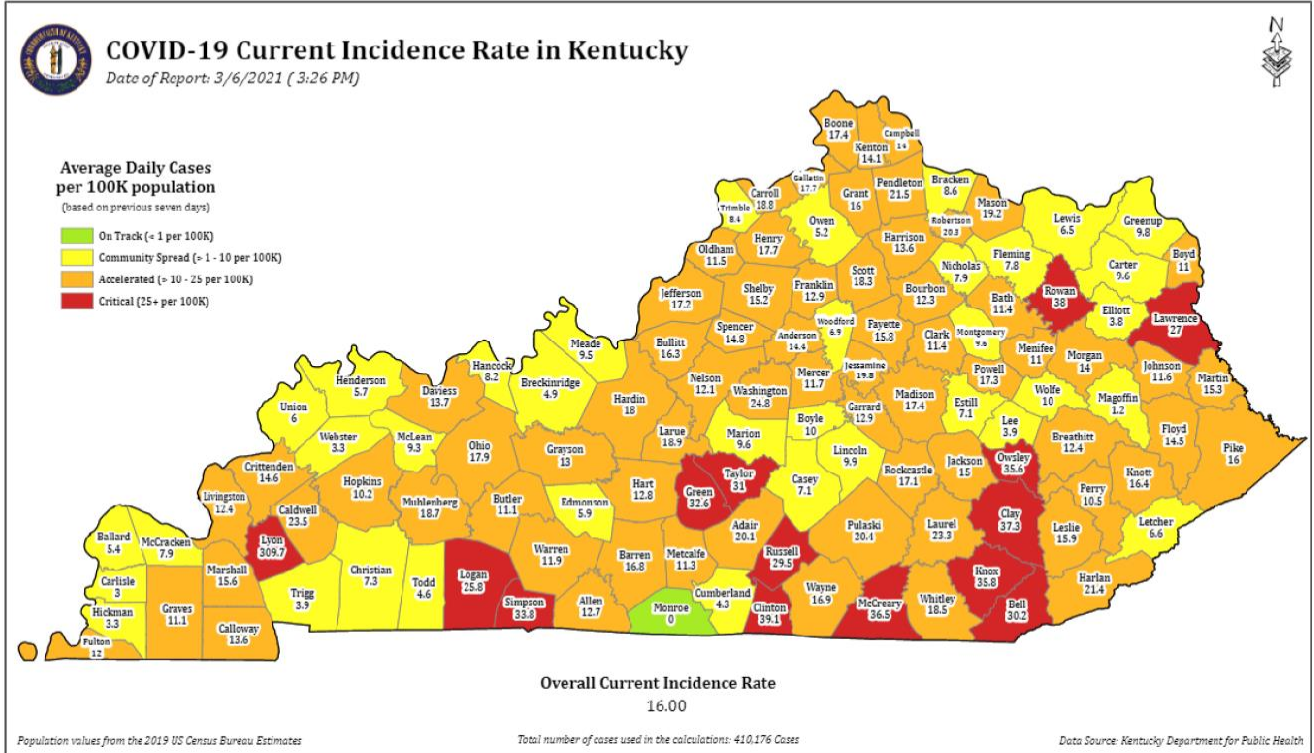 COVID-19 Current Incidence Rate in Kentucky
Date of Report: 3/6/2021 ( 3:26 PM)
N
Average Daily Cases
per 100K population
(based on previous seven days)
On Track (< 1 per 100K)
Community Spread (> 1 - 10 per 100K)
Accelerated (> 10 - 25 per 100K)
Critical (25+ per 100K)
Boone
17.4
Kenton
14.1
Campbell
14
Gallatin
17.7
Carroll
18.8
Trimble
8.4
Owen
5.2
Grant
16
Pendleton
21.5
Bracken
8.6
Mason
19.2
Robertson
20.3
Lewis
6.5
Greenup
9.8
Boyd
11
Oldham
11.5
Henry
17.7
Harrison
13.6
Nicholas
7.9
Fleming
7.8
Carter
9.6
Rowan
38
Elliott
3.8
Lawrence
27
Jefferson
17.2
Shelby
15.2
Franklin
12.9
Scott
18.3
Bourbon
12.3
Bath
11.4
Bullitt
16.3
Spencer
14.8
Anderson
14.4
Woodford
6.9
Fayette
15.8
Clark
11.4
Montgomery
9.6
Menifee
11
Morgan
14
Johnson
11.6
Martin
15.3
Meade
9.5
Hancock
8.2
Breckinridge
4.9
Hardin
18
Nelson
12.1
Washington
24.8
Mercer
11.7
Jessamine
19.8
Madison
17.4
Powell
17.3
Estill
7.1
Wolfe
10
Magoffin
1.2
Floyd
14.5
Pike
16
Henderson
5.7
Daviess
13.7
Union
6
Webster
3.3
McLean
9.3
Ohio
17.9
Grayson
13
Larue
18.9
Marion
9.6
Boyle
10
Garrard
12.9
Lincoln
9.9
Casey
7.1
Rockcastle
17.1
Jackson
15
Lee
3.9
Owsley
35.6
Breathitt
12.4
Knott
16.4
Perry
10.5
Letcher
6.6
Crittenden
14.6
Livingston
12.4
Caldwell
23.5
Hopkins
10.2
Muhlenberg
18.7
Butler
11.1
Edmonson
5.9
Hart
12.8
Green
32.6
Taylor
31
Adair
20.1
Russell
29.5
Pulaski
20.4
Laurel
23.3
Clay
37.3
Leslie
15.9
Harlan
21.4
Ballard
5.4
McCracken
7.9
Lyon
309.7
Marshall
15.6
Carlisle
3
Hickman
3.3
Graves
11.1
Calloway
13.6
Fulton
12
Trigg
3.9
Christian
7.3
Todd
4.6
Logan
25.8
Simpson
33.8
Warren
11.9
Allen
12.7
Barren
16.8
Metcalfe
11.3
Monroe
0
Cumberland
4.3
Clinton
39.1
Wayne
16.9
McCreary
36.5
Whitley
18.5
Knox
35.8
Bell
30.2
Overall Current Incidence Rate
16.00
Population values from the 2019 US Census Bureau Estimates
Total number of cases used in the calculations: 410,176 Cases
Data Source: Kentucky Department for Public Health